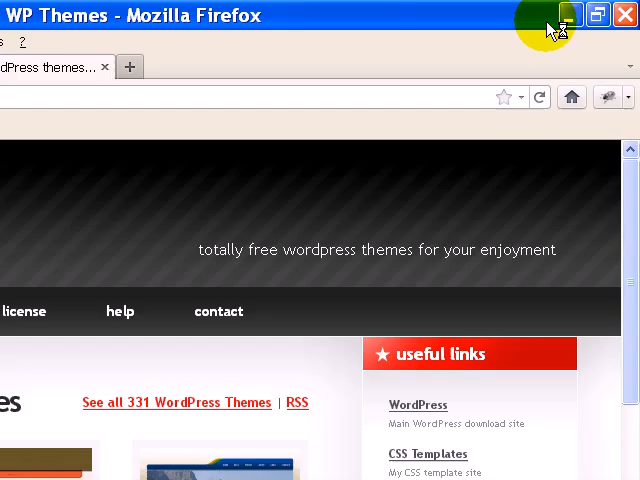 WP Themes - Mozilla Firefox
s ?
dPress themes...
totally free wordpress themes for your enjoyment
license help contact
useful links
es See all 331 WordPress Themes | RSS
WordPress
Main WordPress download site
CSS Templates
My CSS template site